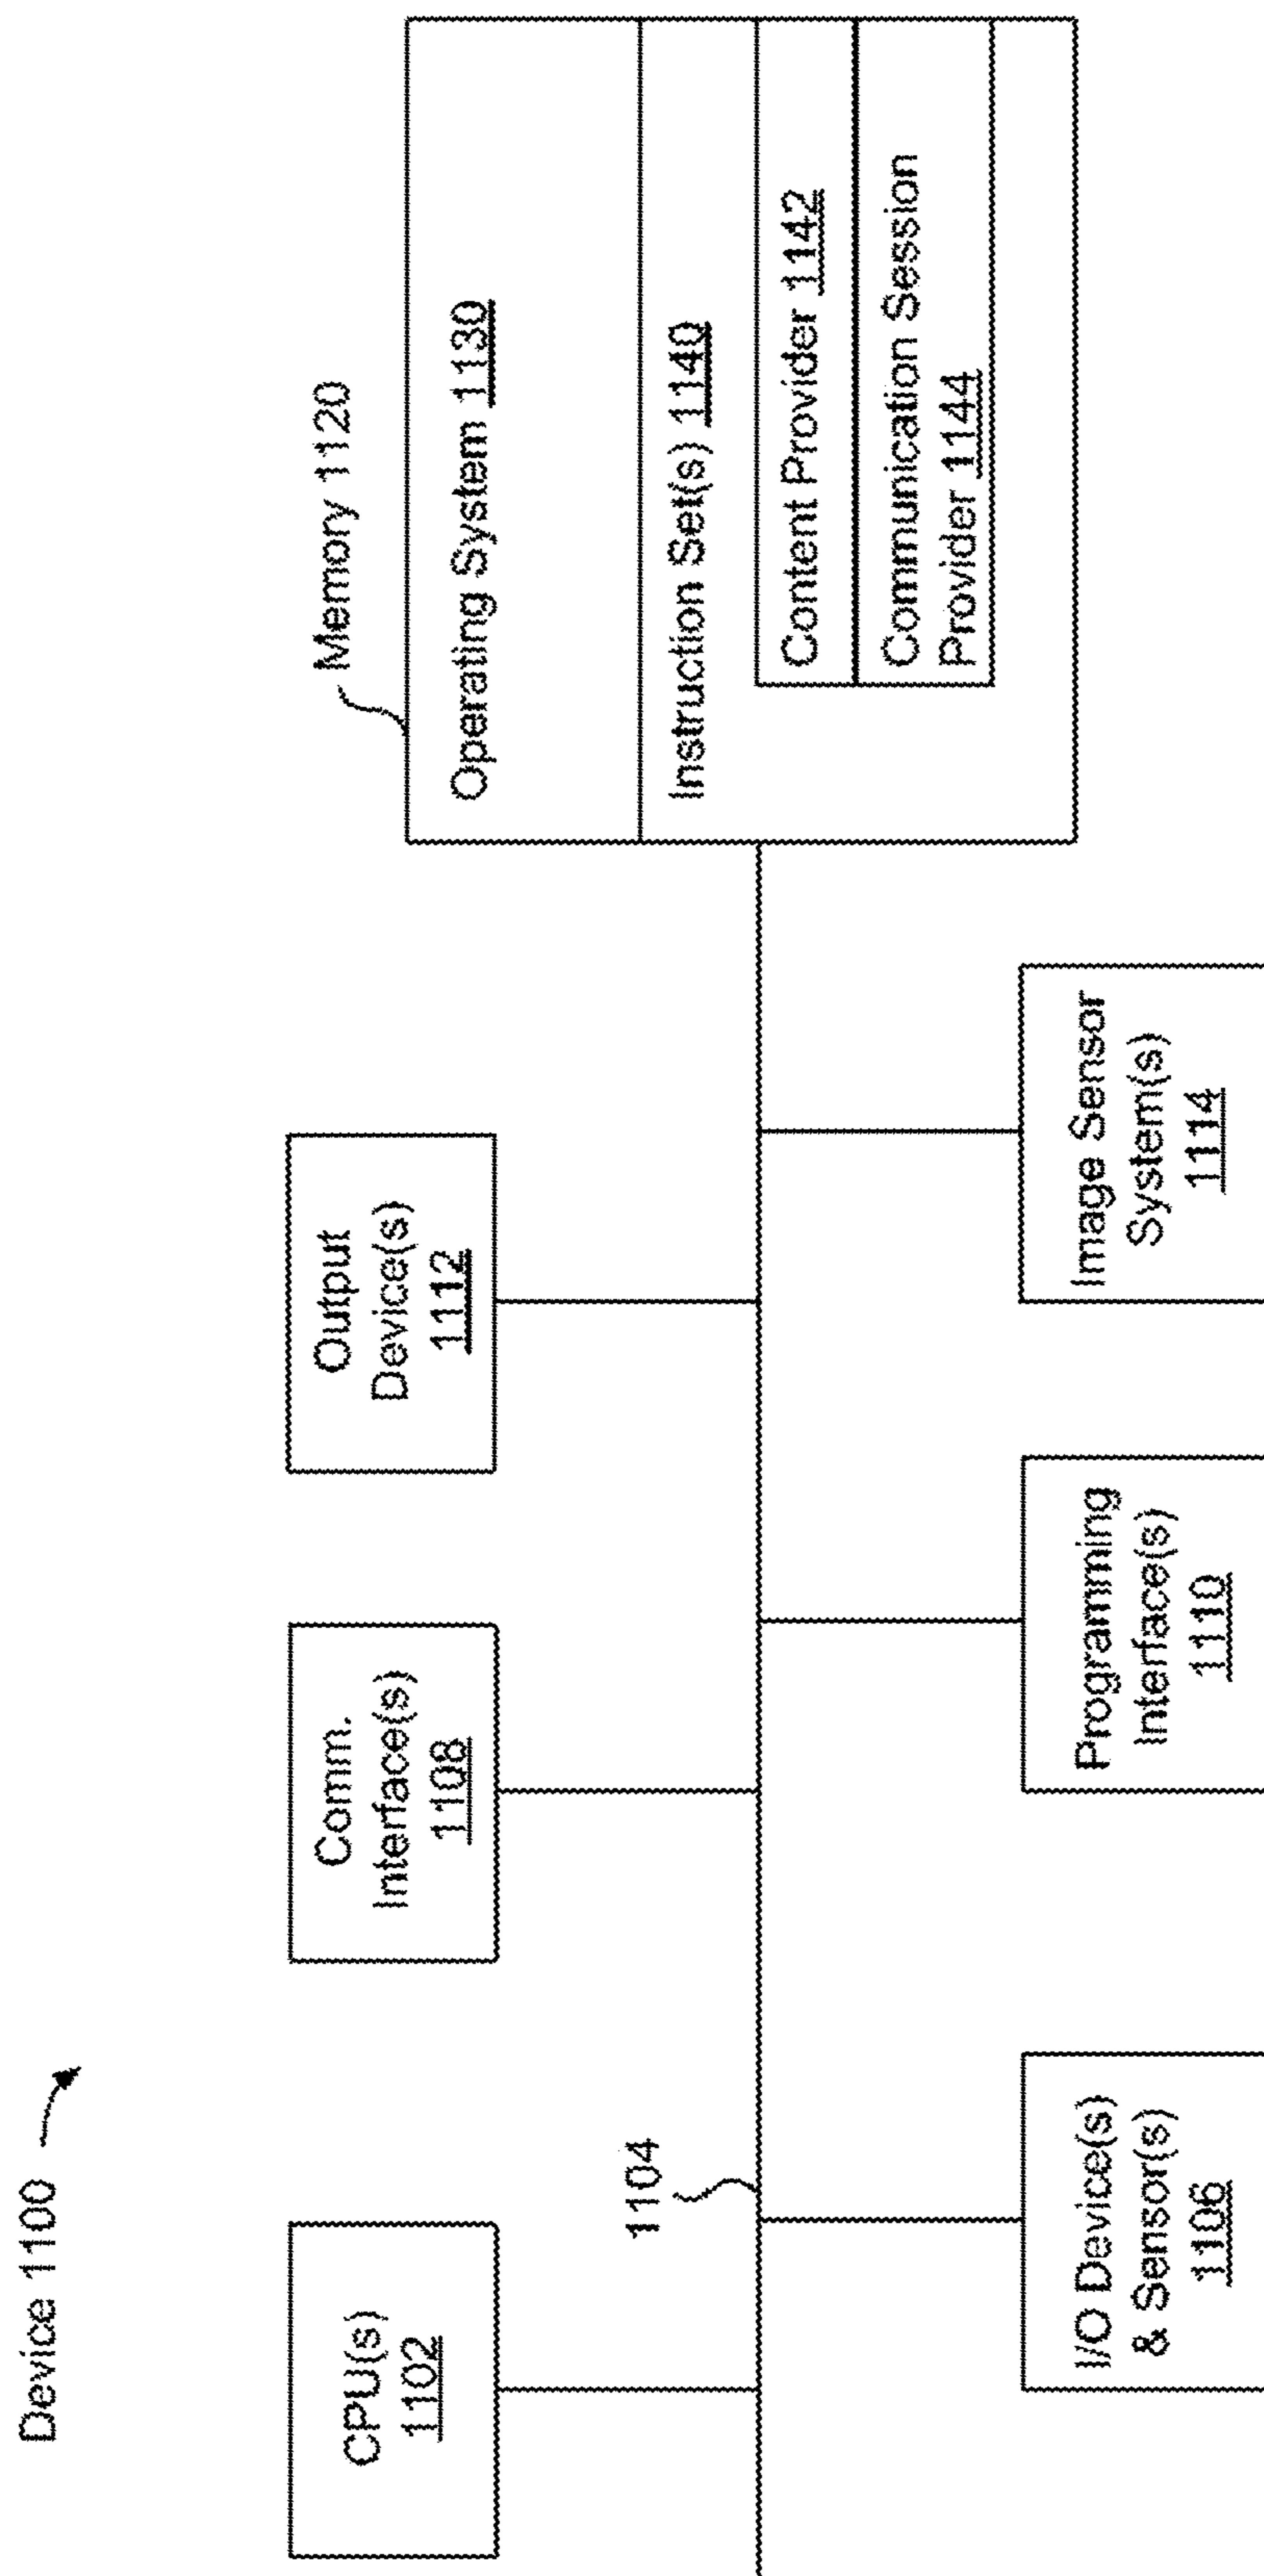 Device 1100
CPU(s)
1102
Comm.
Interface(s)
1108
Output
Device(s)
1112
Memory 1120
Operating System 1130
Instruction Set(s) 1140
Content Provider 1142
Communication Session
Provider 1144
1104
I/O Device(s)
& Sensor(s)
1106
Programming
Interface(s)
1110
Image Sensor
System(s)
1114